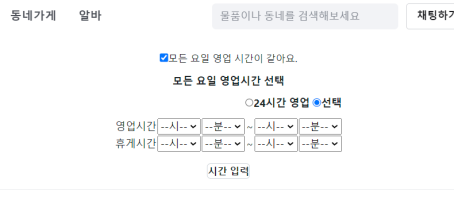 동네가게 알바 물품이나 동네를 검색해보세요 채팅하기
모든 요일 영업 시간이 같아요.
모든 요일 영업시간 선택
24시간 영업 선택
영업시간 --시-- --분-- ~ --시-- --분--
휴게시간 --시-- --분-- ~ --시-- --분--
시간 입력